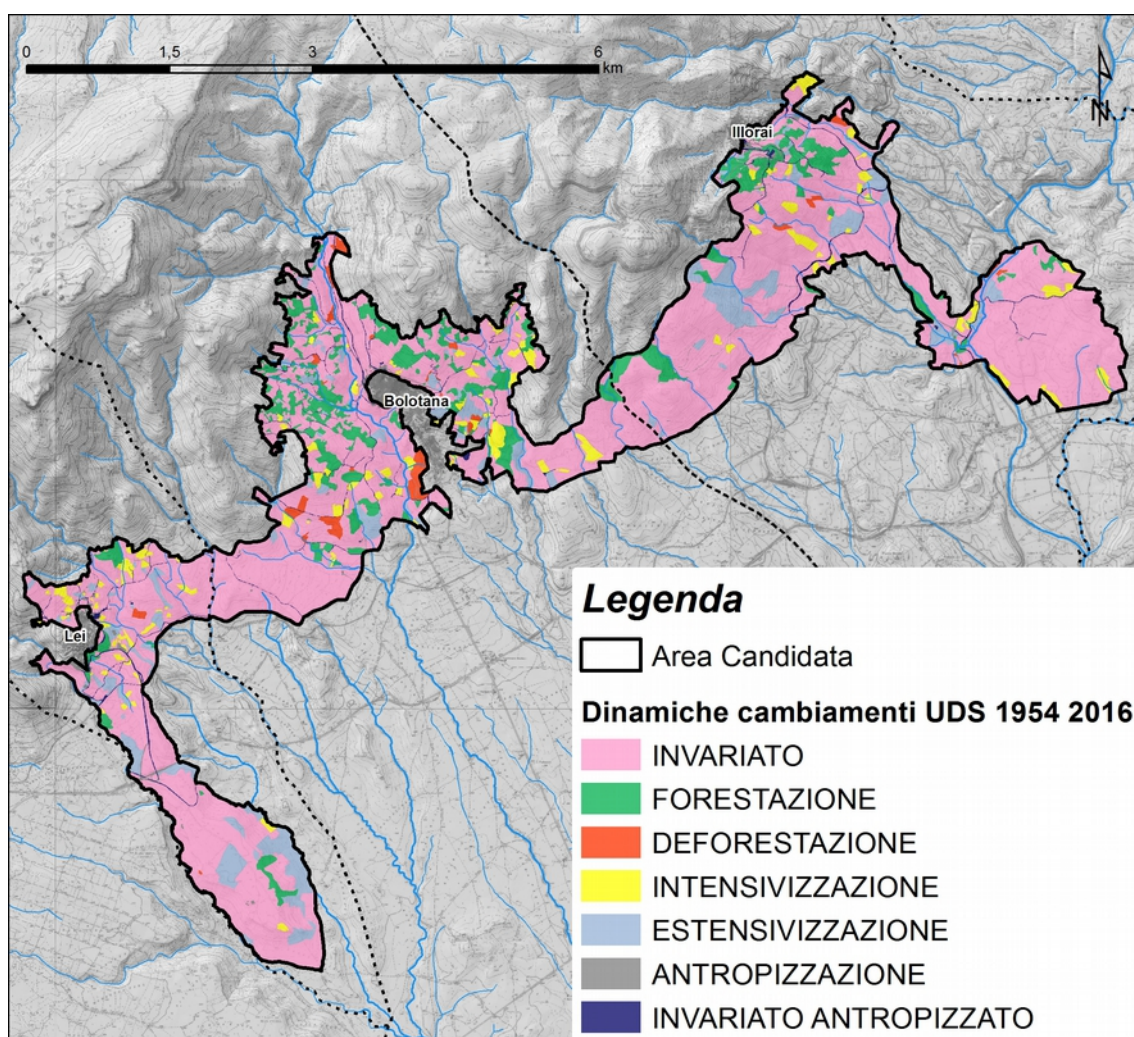 0 1,5 3 6
km
N
Illorai
Bolotana
Lei
Legenda
Area Candidata
Dinamiche cambiamenti UDS 1954 2016
INVARIATO
FORESTAZIONE
DEFORESTAZIONE
INTENSIVIZZAZIONE
ESTENSIVIZZAZIONE
ANTROPIZZAZIONE
INVARIATO ANTROPIZZATO